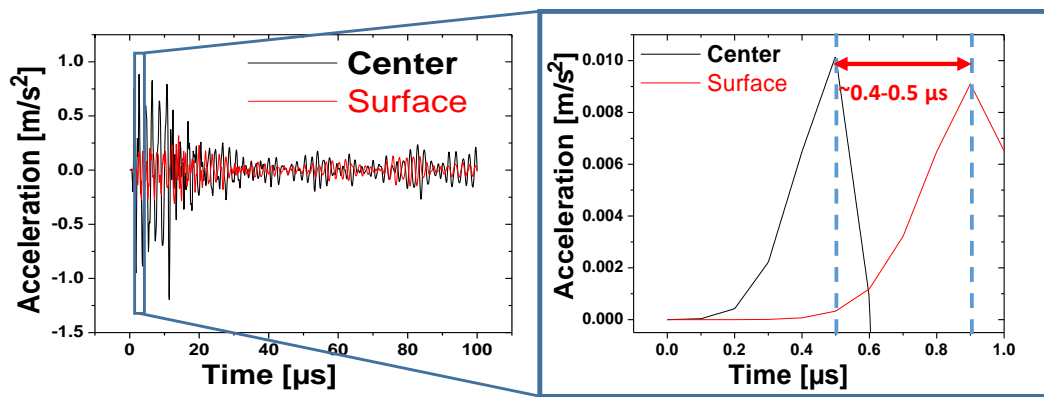 Acceleration [m/s²]
1.0
0.5
0.0
-0.5
-1.0
-1.5
0 20 40 60 80 100
Time [µs]
Center
Surface
Acceleration [m/s²]
0.010
0.008
0.006
0.004
0.002
0.000
0.0 0.2 0.4 0.6 0.8 1.0
Time [µs]
Center
Surface
~0.4-0.5 µs